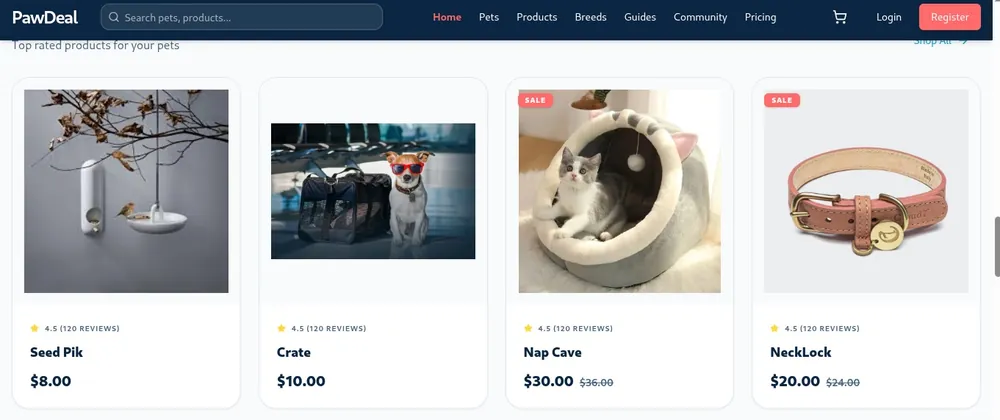 PawDeal
Search pets, products...
Home Pets Products Breeds Guides Community Pricing
Login
Register
Top rated products for your pets
Shop All →
SALE
SALE
4.5 (120 REVIEWS)
Seed Pik
$8.00
4.5 (120 REVIEWS)
Crate
$10.00
4.5 (120 REVIEWS)
Nap Cave
$30.00 $36.00
4.5 (120 REVIEWS)
NeckLock
$20.00 $24.00